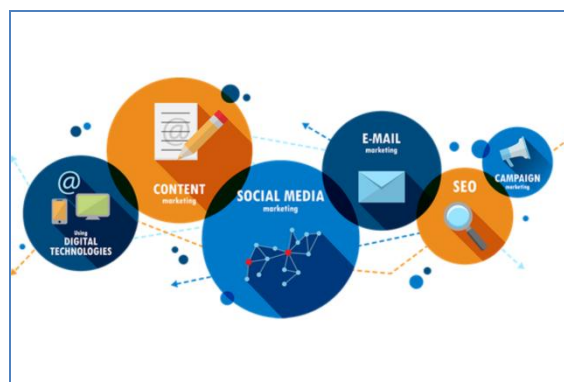 @
Using
DIGITAL
TECHNOLOGIES
@
CONTENT
marketing
SOCIAL MEDIA
marketing
E-MAIL
marketing
SEO
CAMPAIGN
marketing